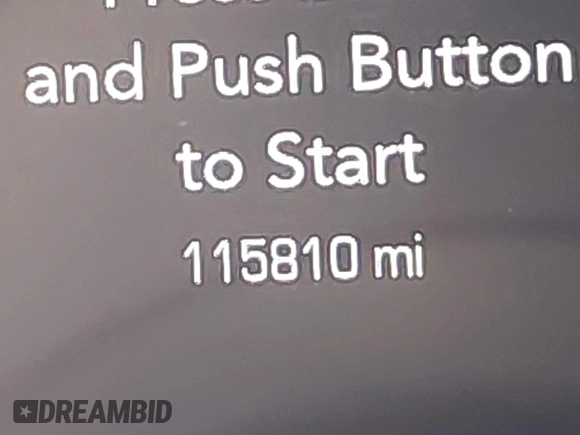 and Push Button
to Start
115810 mi
DREAMBID